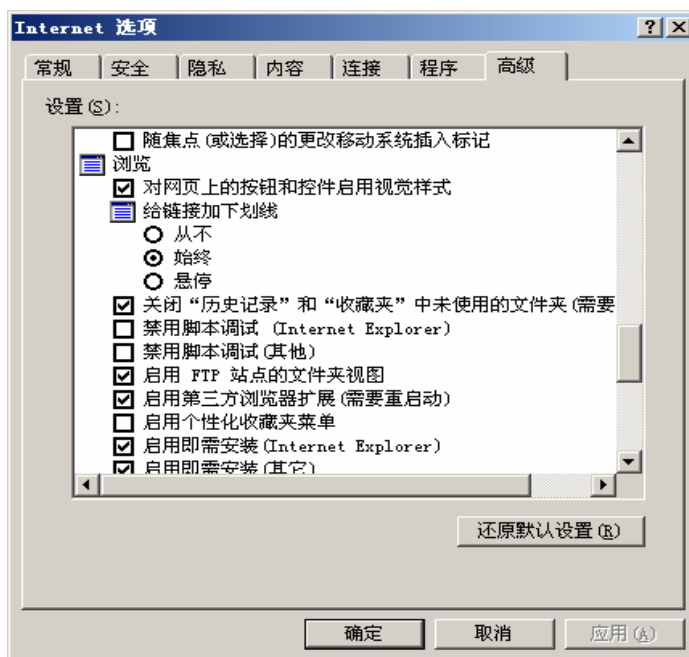 Internet 选项
常规 安全 隐私 内容 连接 程序 高级
设置(S):
随焦点(或选择)的更改移动系统插入标记
浏览
对网页上的按钮和控件启用视觉样式
给链接加下划线
从不
始终
悬停
关闭“历史记录”和“收藏夹”中未使用的文件夹(需要
禁用脚本调试 (Internet Explorer)
禁用脚本调试(其他)
启用 FTP 站点的文件夹视图
启用第三方浏览器扩展(需要重启动)
启用个性化收藏夹菜单
启用即需安装(Internet Explorer)
启用即需安装(其它)
还原默认设置(R)
确定 取消 应用(A)